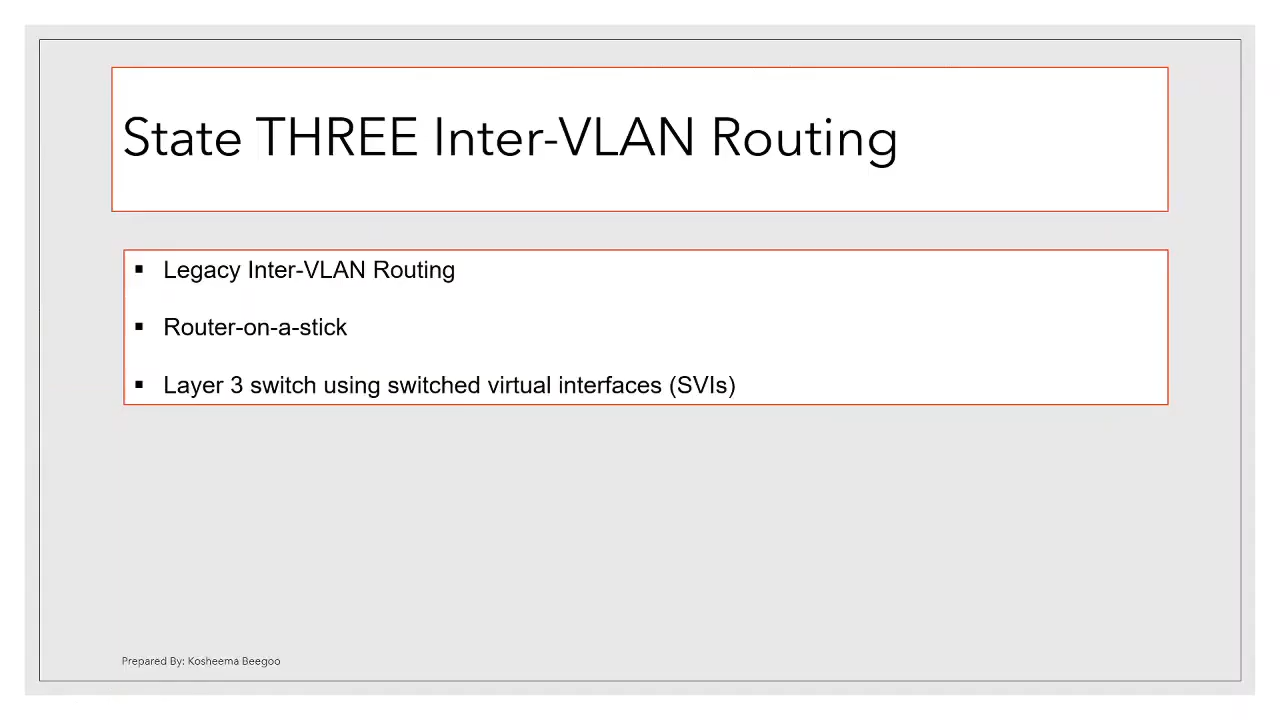 State THREE Inter-VLAN Routing
▪ Legacy Inter-VLAN Routing
▪ Router-on-a-stick
▪ Layer 3 switch using switched virtual interfaces (SVIs)
Prepared By: Kosheema Beegoo